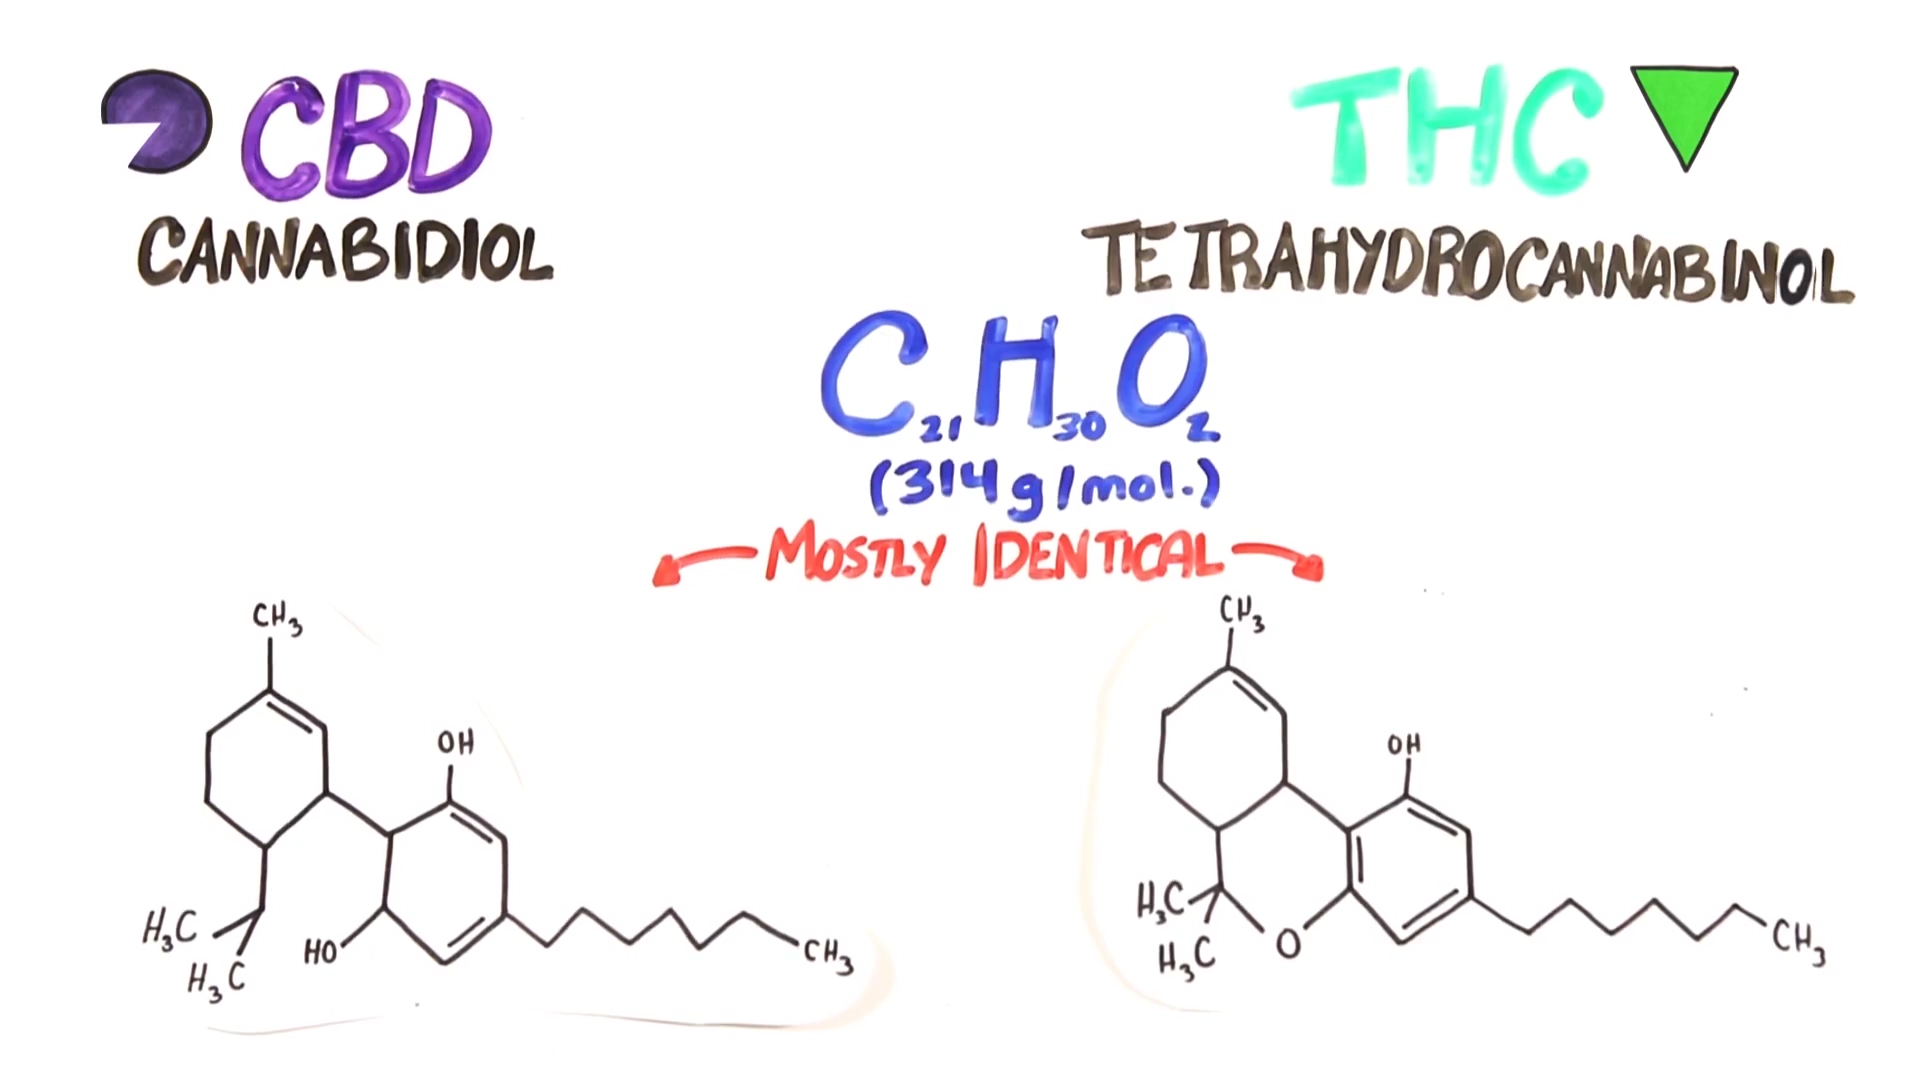 CBD
CANNABIDIOL
THC
TETRAHYDROCANNABINOL
C₂₁H₃₀O₂
(314g/mol.)
MOSTLY IDENTICAL
CH₃
OH
H₃C
H₃C
HO
CH₃
CH₃
OH
H₃C
H₃C
O
CH₃